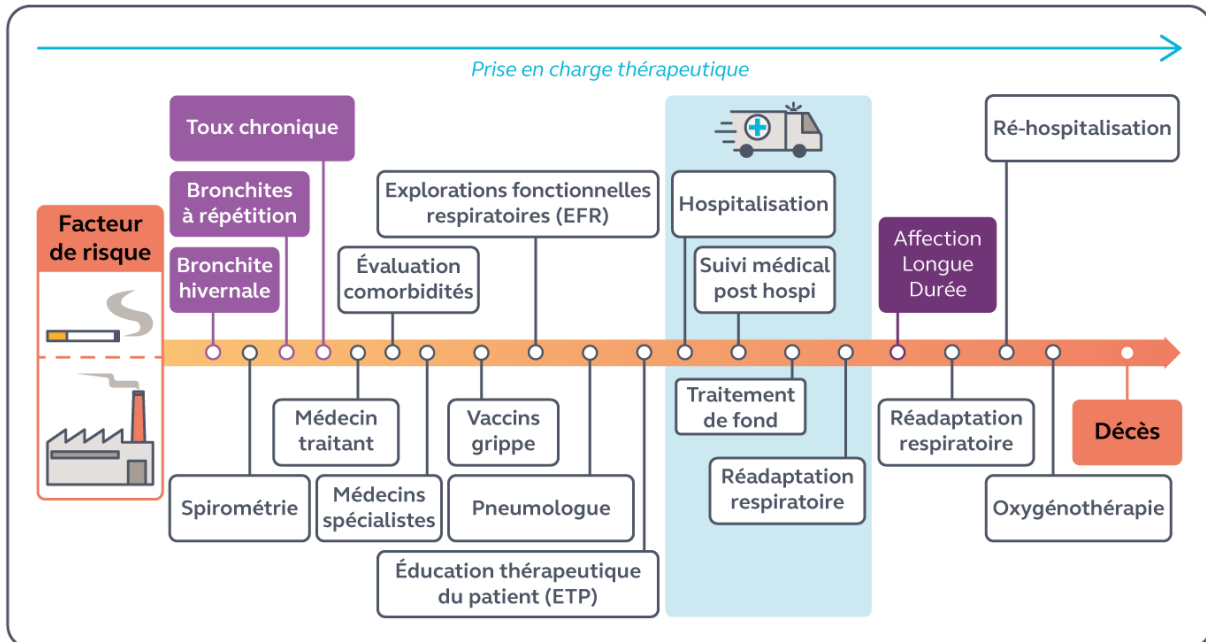 Prise en charge thérapeutique
Toux chronique
Ré-hospitalisation
Bronchites
à répétition
Explorations fonctionnelles
respiratoires (EFR)
Hospitalisation
Facteur
de risque
Bronchite
hivernale
Évaluation
comorbidités
Suivi médical
post hospi
Affection
Longue
Durée
Médecin
traitant
Vaccins
grippe
Traitement
de fond
Réadaptation
respiratoire
Décès
Spirométrie
Médecins
spécialistes
Pneumologue
Réadaptation
respiratoire
Oxygénothérapie
Éducation thérapeutique
du patient (ETP)